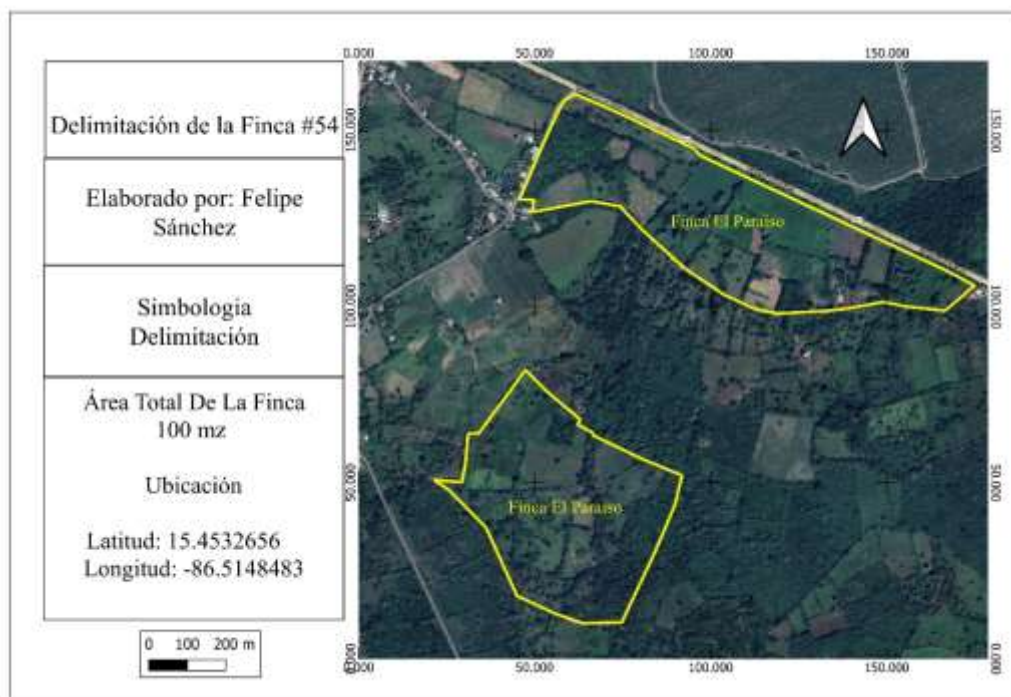 Delimitación de la Finca #54
Elaborado por: Felipe
Sánchez
Simbologia
Delimitación
Área Total De La Finca
100 mz
Ubicación
Latitud: 15.4532656
Longitud: -86.5148483
0 100 200 m
0.000 50.000 100.000 150.000
150.000
100.000
50.000
0.000
Finca El Paraiso
Finca El Paraiso
150.000
100.000
50.000
0.000
0.000 50.000 100.000 150.000